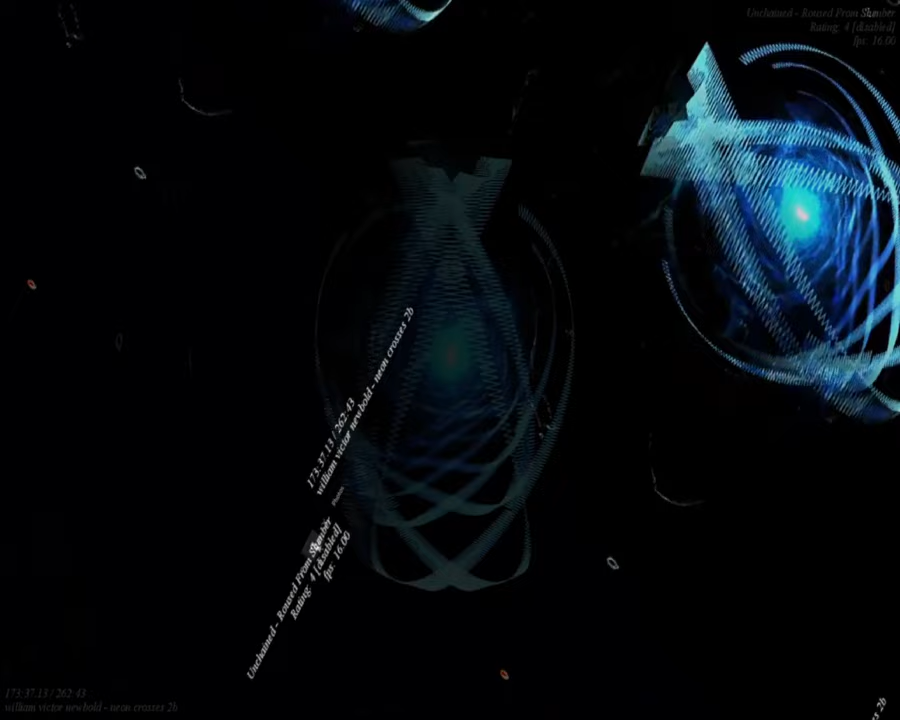 Unchained - Roused From Slumber
Rating: 4 [disabled]
fps: 16.00
173:37.13 / 262:43
william victor newbold - neon crosses 2b
Unchained - Roused From Slumber
Rating: 4 [disabled]
fps: 16.00
173:37.13 / 262:43
william victor newbold - neon crosses 2b
2b